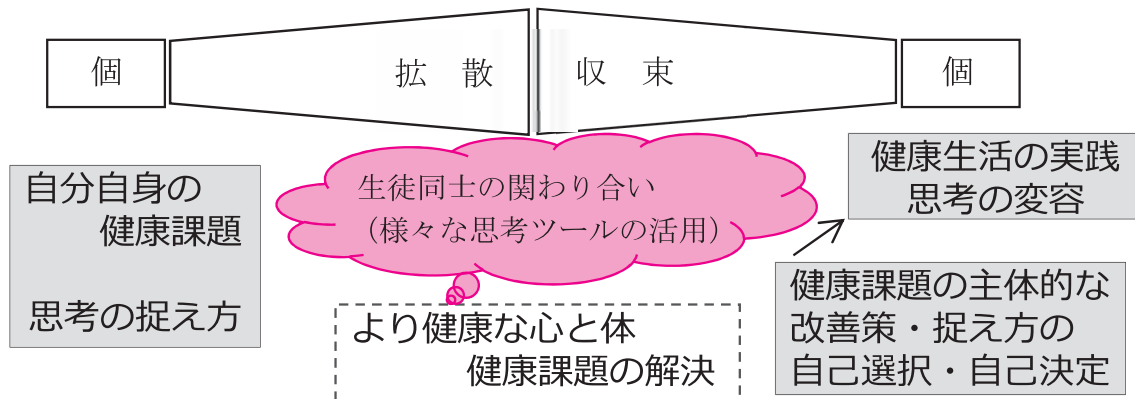 個
拡　散
収　束
個
自分自身の
健康課題
思考の捉え方
生徒同士の関わり合い
（様々な思考ツールの活用）
より健康な心と体
健康課題の解決
健康生活の実践
思考の変容
健康課題の主体的な
改善策・捉え方の
自己選択・自己決定